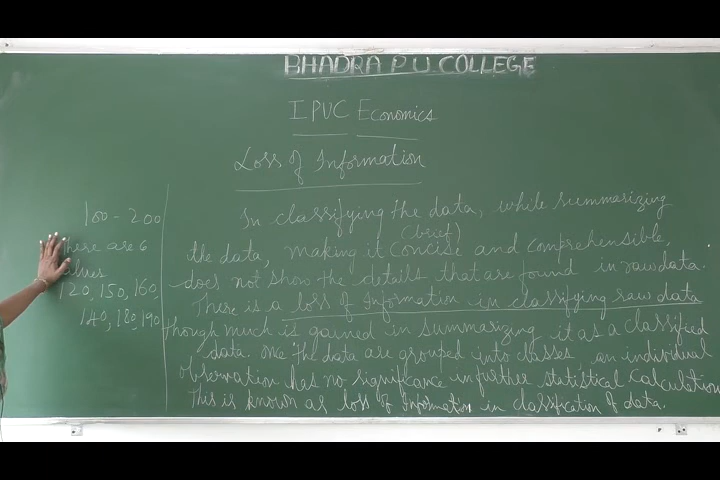 BHADRA P U COLLEGE
I PUC Economics
Loss of Information
100 - 200
There are 6
values
120, 150, 160,
140, 180, 190
In classifying the data, while summarizing
(brief)
the data, making it concise and comprehensible,
does not show the details that are found in raw data.
There is a loss of Information in classifying raw data
though much is gained in summarizing it as a classified
data. Once the data are grouped into classes, an individual
observation has no significance in further statistical calculation
This is known as loss of Information in classification of data.